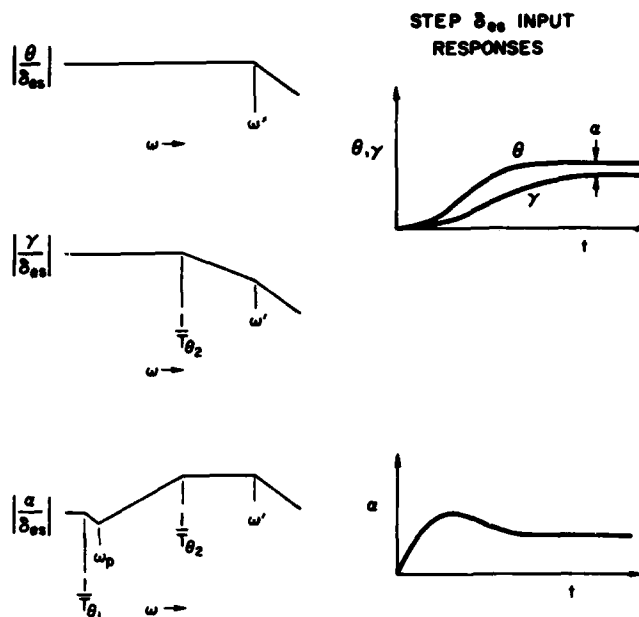 STEP δes INPUT
RESPONSES
|θ/δes|
ω'
ω →
θ,γ
θ
α
γ
t
|γ/δes|
1/Tθ2
ω'
ω →
|α/δes|
ωp
1/Tθ1
1/Tθ2
ω'
ω →
α
t